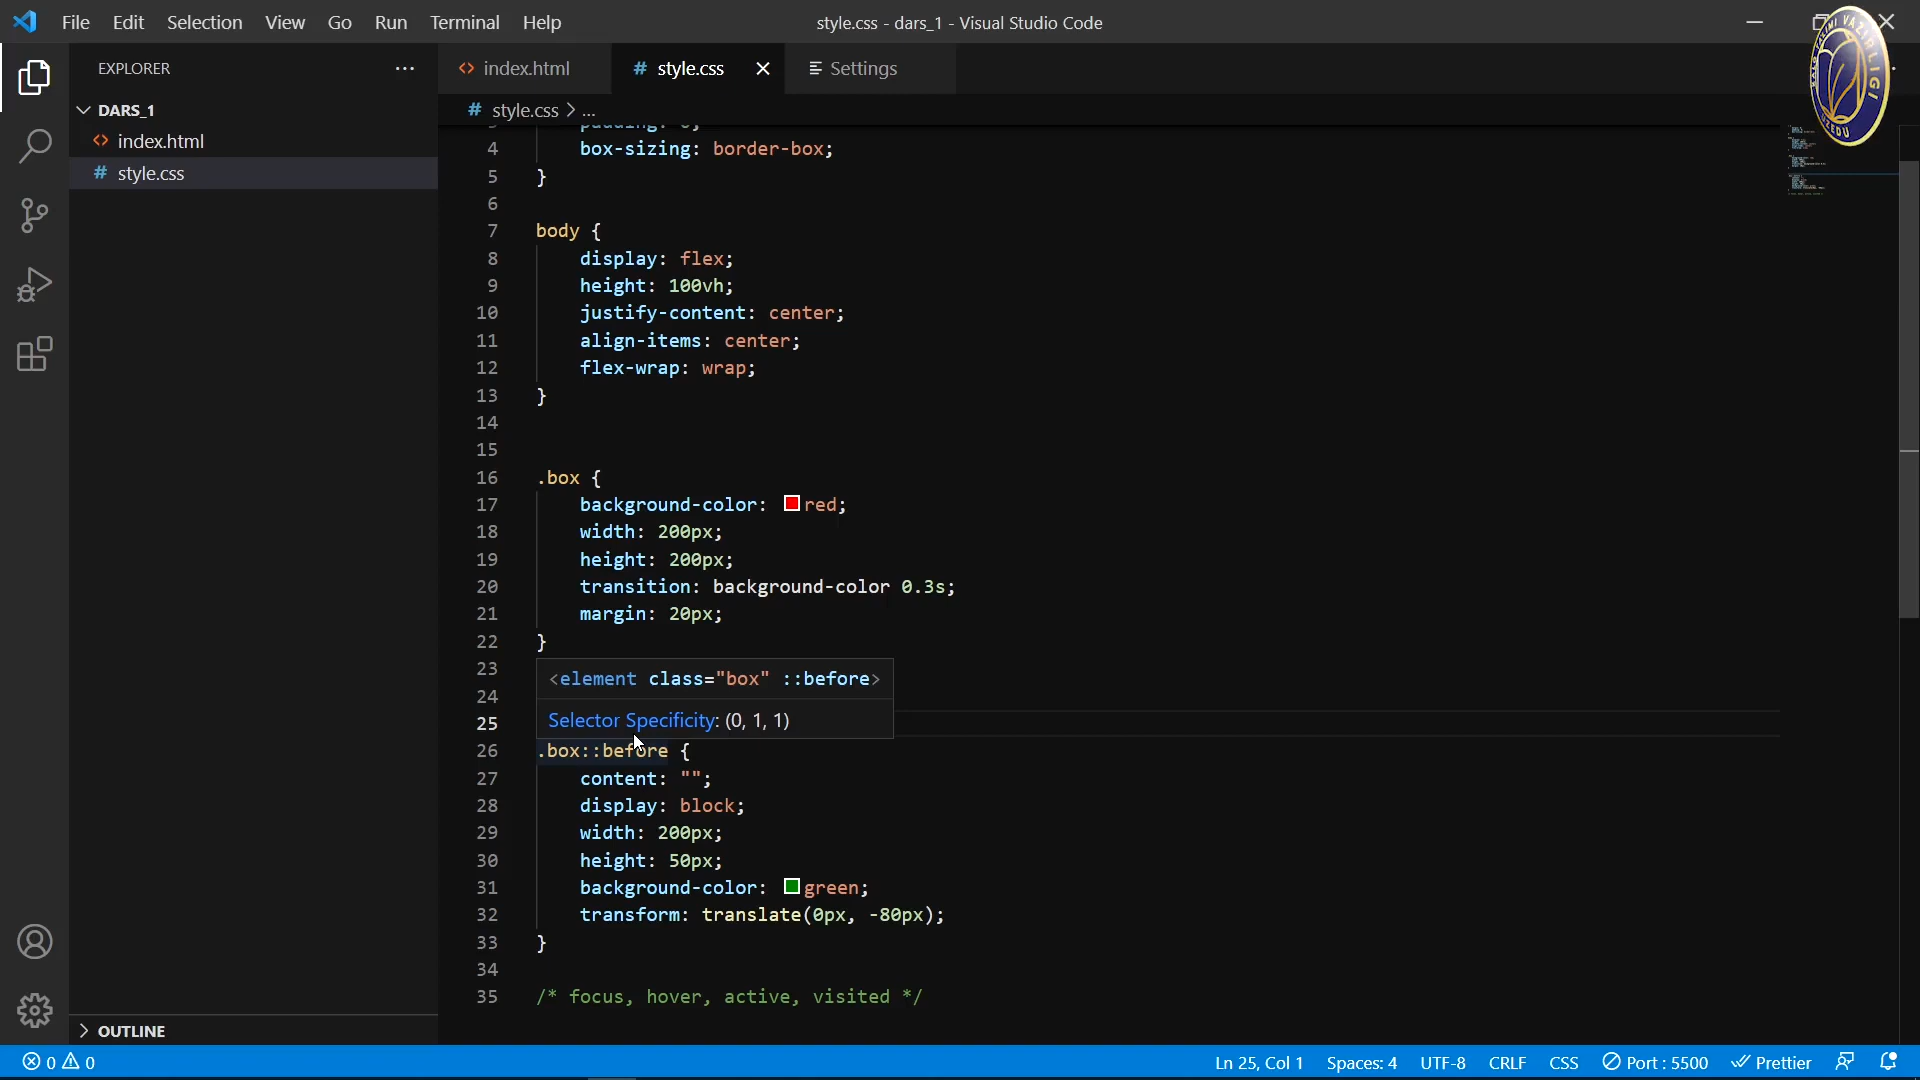 File Edit Selection View Go Run Terminal Help
style.css - dars_1 - Visual Studio Code
EXPLORER
DARS_1
index.html
style.css
OUTLINE
index.html
# style.css
Settings
# style.css > ...
4 box-sizing: border-box;
5 }
6
7 body {
8 display: flex;
9 height: 100vh;
10 justify-content: center;
11 align-items: center;
12 flex-wrap: wrap;
13 }
14
15
16 .box {
17 background-color: red;
18 width: 200px;
19 height: 200px;
20 transition: background-color 0.3s;
21 margin: 20px;
22 }
23
<element class="box" ::before>
24
Selector Specificity: (0, 1, 1)
25
26 .box::before {
27 content: "";
28 display: block;
29 width: 200px;
30 height: 50px;
31 background-color: green;
32 transform: translate(0px, -80px);
33 }
34
35 /* focus, hover, active, visited */
0 0
Ln 25, Col 1 Spaces: 4 UTF-8 CRLF CSS Port : 5500 Prettier
VAZIRLIGI
UZEDU